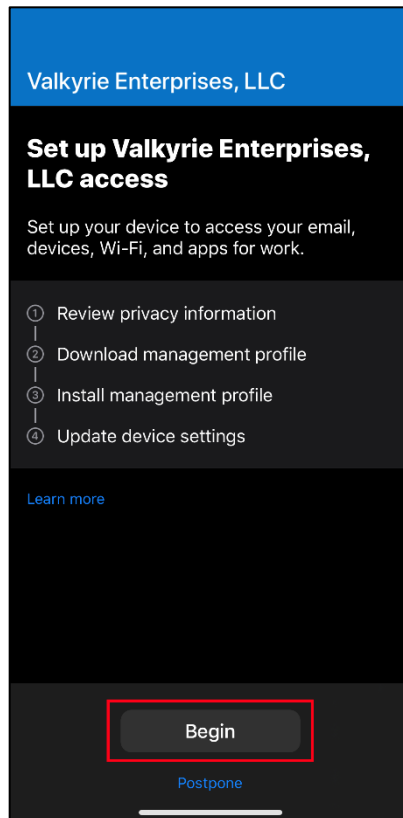 Valkyrie Enterprises, LLC
Set up Valkyrie Enterprises,
LLC access
Set up your device to access your email,
devices, Wi-Fi, and apps for work.
1 Review privacy information
2 Download management profile
3 Install management profile
4 Update device settings
Learn more
Begin
Postpone